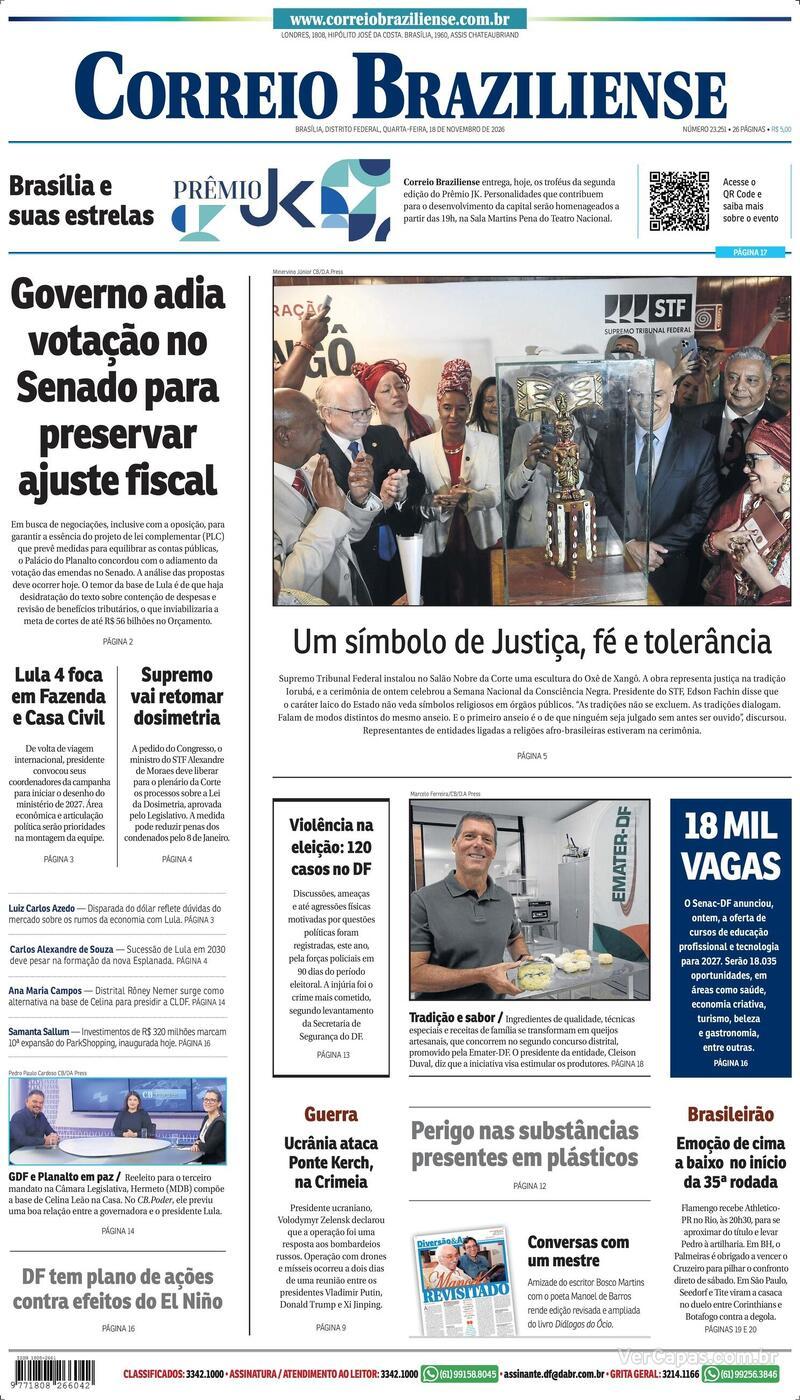 www.correiobraziliense.com.br
LONDRES, 1808, HIPÓLITO JOSÉ DA COSTA. BRASÍLIA, 1960, ASSIS CHATEAUBRIAND
CORREIO BRAZILIENSE
BRASÍLIA, DISTRITO FEDERAL, QUARTA-FEIRA, 18 DE NOVEMBRO DE 2026
NÚMERO 23.251 • 26 PÁGINAS • R$ 5,00
Brasília e
suas estrelas
PRÊMIO
JK
Correio Braziliense entrega, hoje, os troféus da segunda
edição do Prêmio JK. Personalidades que contribuem
para o desenvolvimento da capital serão homenageados a
partir das 19h, na Sala Martins Pena do Teatro Nacional.
Acesse o
QR Code e
saiba mais
sobre o evento
PÁGINA 17
Governo adia
votação no
Senado para
preservar
ajuste fiscal
Em busca de negociações, inclusive com a oposição, para
garantir a essência do projeto de lei complementar (PLC)
que prevê medidas para equilibrar as contas públicas,
o Palácio do Planalto concordou com o adiamento da
votação das emendas no Senado. A análise das propostas
deve ocorrer hoje. O temor da base de Lula é de que haja
desidratação do texto sobre contenção de despesas e
revisão de benefícios tributários, o que inviabilizaria a
meta de cortes de até R$ 56 bilhões no Orçamento.
PÁGINA 2
Lula 4 foca
em Fazenda
e Casa Civil
De volta de viagem
internacional, presidente
convocou seus
coordenadores da campanha
para iniciar o desenho do
ministério de 2027. Área
econômica e articulação
política serão prioridades
na montagem da equipe.
PÁGINA 3
Supremo
vai retomar
dosimetria
A pedido do Congresso, o
ministro do STF Alexandre
de Moraes deve liberar
para o plenário da Corte
os processos sobre a Lei
da Dosimetria, aprovada
pelo Legislativo. A medida
pode reduzir penas dos
condenados pelo 8 de Janeiro.
PÁGINA 4
Luiz Carlos Azedo — Disparada do dólar reflete dúvidas do
mercado sobre os rumos da economia com Lula. PÁGINA 3
Carlos Alexandre de Souza — Sucessão de Lula em 2030
deve pesar na formação da nova Esplanada. PÁGINA 4
Ana Maria Campos — Distrital Rôney Nemer surge como
alternativa na base de Celina para presidir a CLDF. PÁGINA 14
Samanta Sallum — Investimentos de R$ 320 milhões marcam
10ª expansão do ParkShopping, inaugurada hoje. PÁGINA 16
Pedro Paulo Cardoso CB/DA Press
CB
GDF e Planalto em paz / Reeleito para o terceiro
mandato na Câmara Legislativa, Hermeto (MDB) compõe
a base de Celina Leão na Casa. No CB.Poder, ele previu
uma boa relação entre a governadora e o presidente Lula.
PÁGINA 14
DF tem plano de ações
contra efeitos do El Niño
PÁGINA 16
Minervino Júnior CB/D.A Press
RAÇÃO
NGÔ
STF
SUPREMO TRIBUNAL FEDERAL
Um símbolo de Justiça, fé e tolerância
Supremo Tribunal Federal instalou no Salão Nobre da Corte uma escultura do Oxê de Xangô. A obra representa justiça na tradição
Iorubá, e a cerimônia de ontem celebrou a Semana Nacional da Consciência Negra. Presidente do STF, Edson Fachin disse que
o caráter laico do Estado não veda símbolos religiosos em órgãos públicos. “As tradições não se excluem. As tradições dialogam.
Falam de modos distintos do mesmo anseio. E o primeiro anseio é o de que ninguém seja julgado sem antes ser ouvido”, discursou.
Representantes de entidades ligadas a religiões afro-brasileiras estiveram na cerimônia.
PÁGINA 5
Violência na
eleição: 120
casos no DF
Discussões, ameaças
e até agressões físicas
motivadas por questões
políticas foram
registradas, este ano,
pela forças policiais em
90 dias do período
eleitoral. A injúria foi o
crime mais cometido,
segundo levantamento
da Secretaria de
Segurança do DF.
PÁGINA 13
Marcelo Ferreira/CB/D.A Press
EMATER-DF
Tradição e sabor / Ingredientes de qualidade, técnicas
especiais e receitas de família se transformam em queijos
artesanais, que concorrem no segundo concurso distrital,
promovido pela Emater-DF. O presidente da entidade, Cleison
Duval, diz que a iniciativa visa estimular os produtores. PÁGINA 18
18 MIL
VAGAS
O Senac-DF anunciou,
ontem, a oferta de
cursos de educação
profissional e tecnologia
para 2027. Serão 18.035
oportunidades, em
áreas como saúde,
economia criativa,
turismo, beleza
e gastronomia,
entre outras.
PÁGINA 16
Guerra
Ucrânia ataca
Ponte Kerch,
na Crimeia
Presidente ucraniano,
Volodymyr Zelensk declarou
que a operação foi uma
resposta aos bombardeios
russos. Operação com drones
e mísseis ocorreu a dois dias
de uma reunião entre os
presidentes Vladimir Putin,
Donald Trump e Xi Jinping.
PÁGINA 9
Perigo nas substâncias
presentes em plásticos
PÁGINA 12
Diversão&A
Manoel
REVISITADO
Conversas com
um mestre
Amizade do escritor Bosco Martins
com o poeta Manoel de Barros
rende edição revisada e ampliada
do livro Diálogos do Ócio.
Brasileirão
Emoção de cima
a baixo no início
da 35ª rodada
Flamengo recebe Athletico-
PR no Rio, às 20h30, para se
aproximar do título e levar
Pedro à artilharia. Em BH, o
Palmeiras é obrigado a vencer o
Cruzeiro para pilhar o confronto
direto de sábado. Em São Paulo,
Seedorf e Tite viram a casaca
no duelo entre Corinthians e
Botafogo contra a degola.
PÁGINAS 19 E 20
ISSN 1808-2661
9 771808 266042
CLASSIFICADOS: 3342.1000 • ASSINATURA / ATENDIMENTO AO LEITOR: 3342.1000 (61) 99158.8045 • assinante.df@dabr.com.br • GRITA GERAL: 3214.1166 (61) 99256.3846
VerCapas.com.br